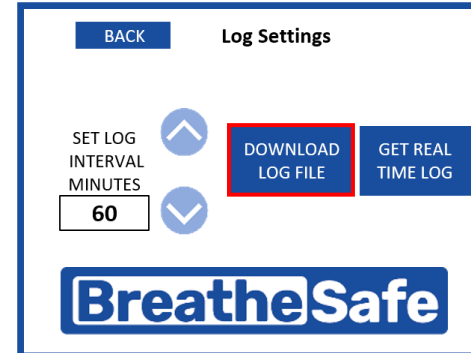 BACK
Log Settings
SET LOG
INTERVAL
MINUTES
60
DOWNLOAD
LOG FILE
GET REAL
TIME LOG
BreatheSafe